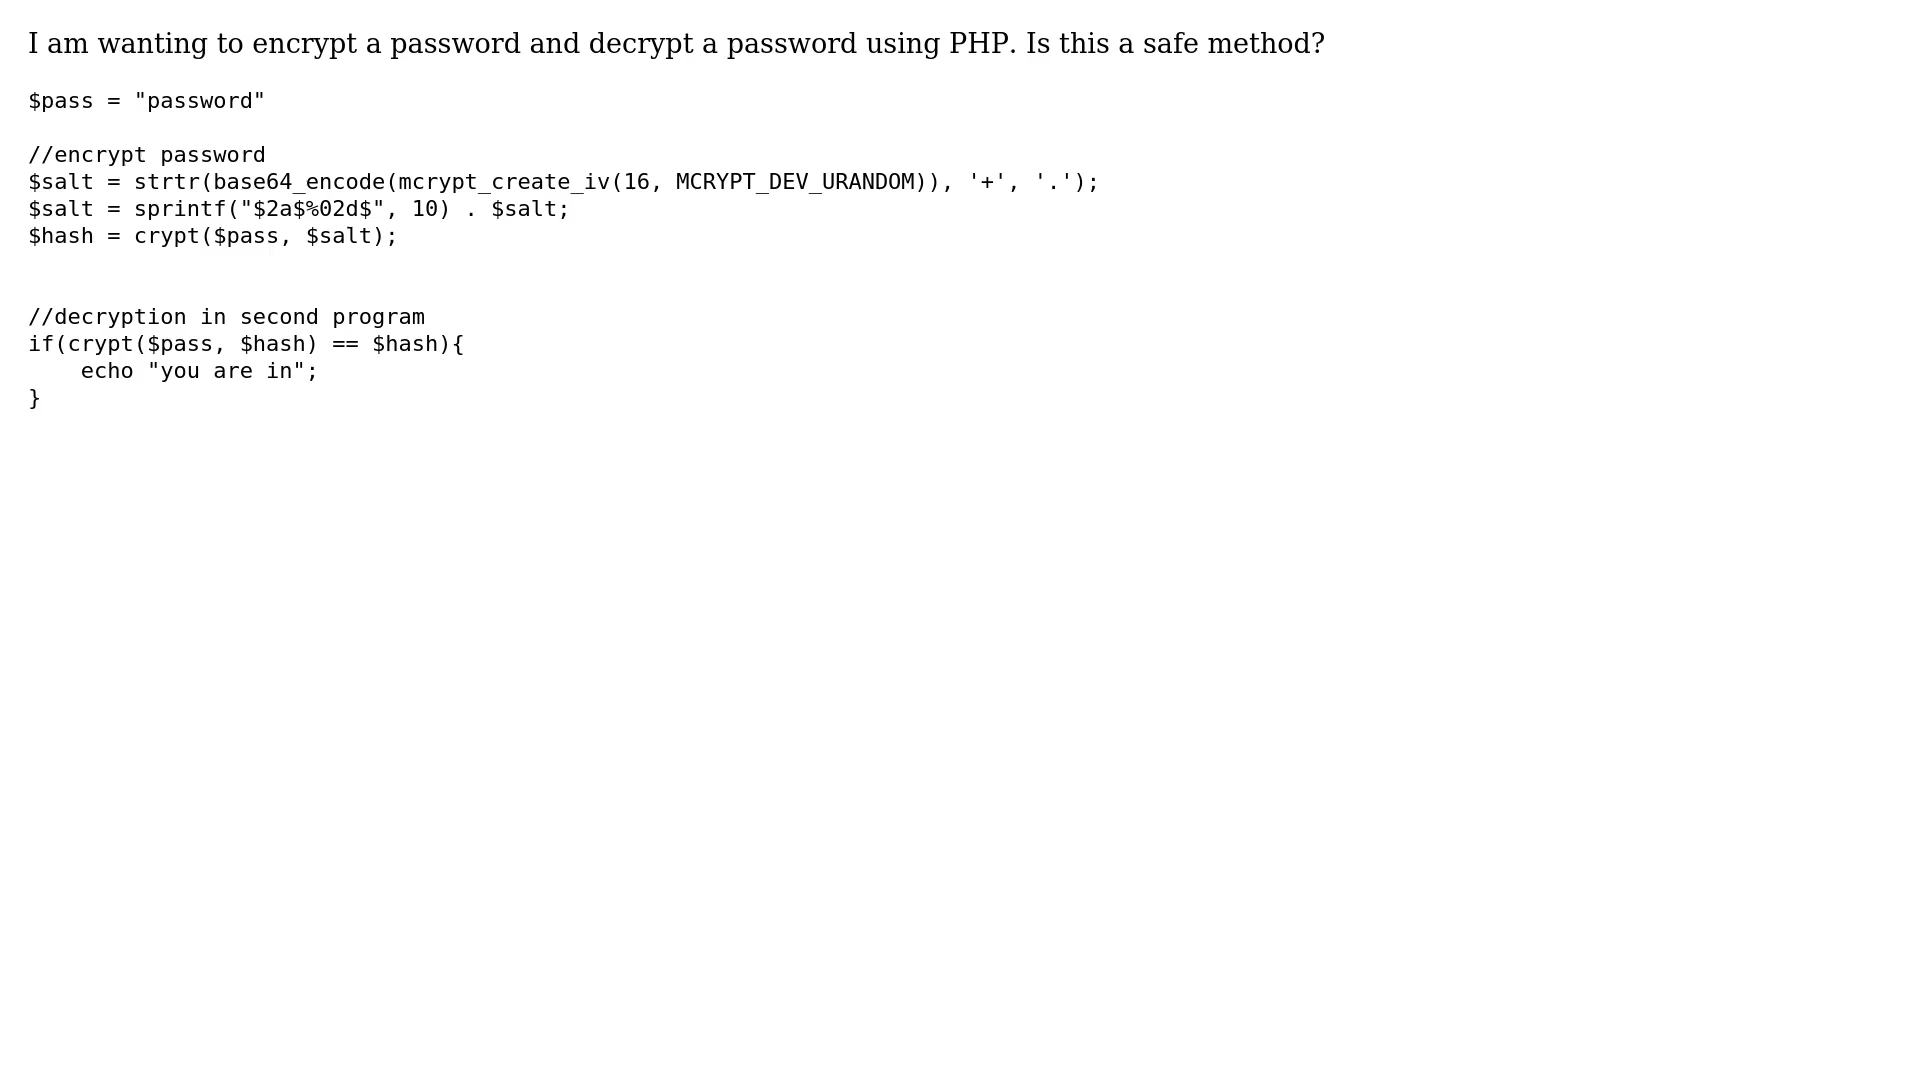 I am wanting to encrypt a password and decrypt a password using PHP. Is this a safe method?
$pass = "password"
//encrypt password
$salt = strtr(base64_encode(mcrypt_create_iv(16, MCRYPT_DEV_URANDOM)), '+', '.');
$salt = sprintf("$2a$%02d$", 10) . $salt;
$hash = crypt($pass, $salt);
//decryption in second program
if(crypt($pass, $hash) == $hash){
    echo "you are in";
}